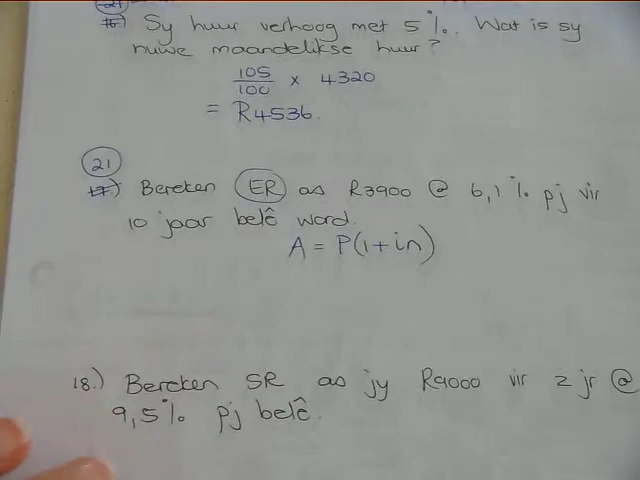 Sy huur verhoog met 5%. Wat is sy
nuwe maandelikse huur?
105/100 x 4320
= R4536.
21
17.) Bereken ER as R3900 @ 6,1% pj vir
10 jaar belê word.
A = P(1+in)
18.) Bereken SR as jy R9000 vir 2 jr @
9,5% pj belê.